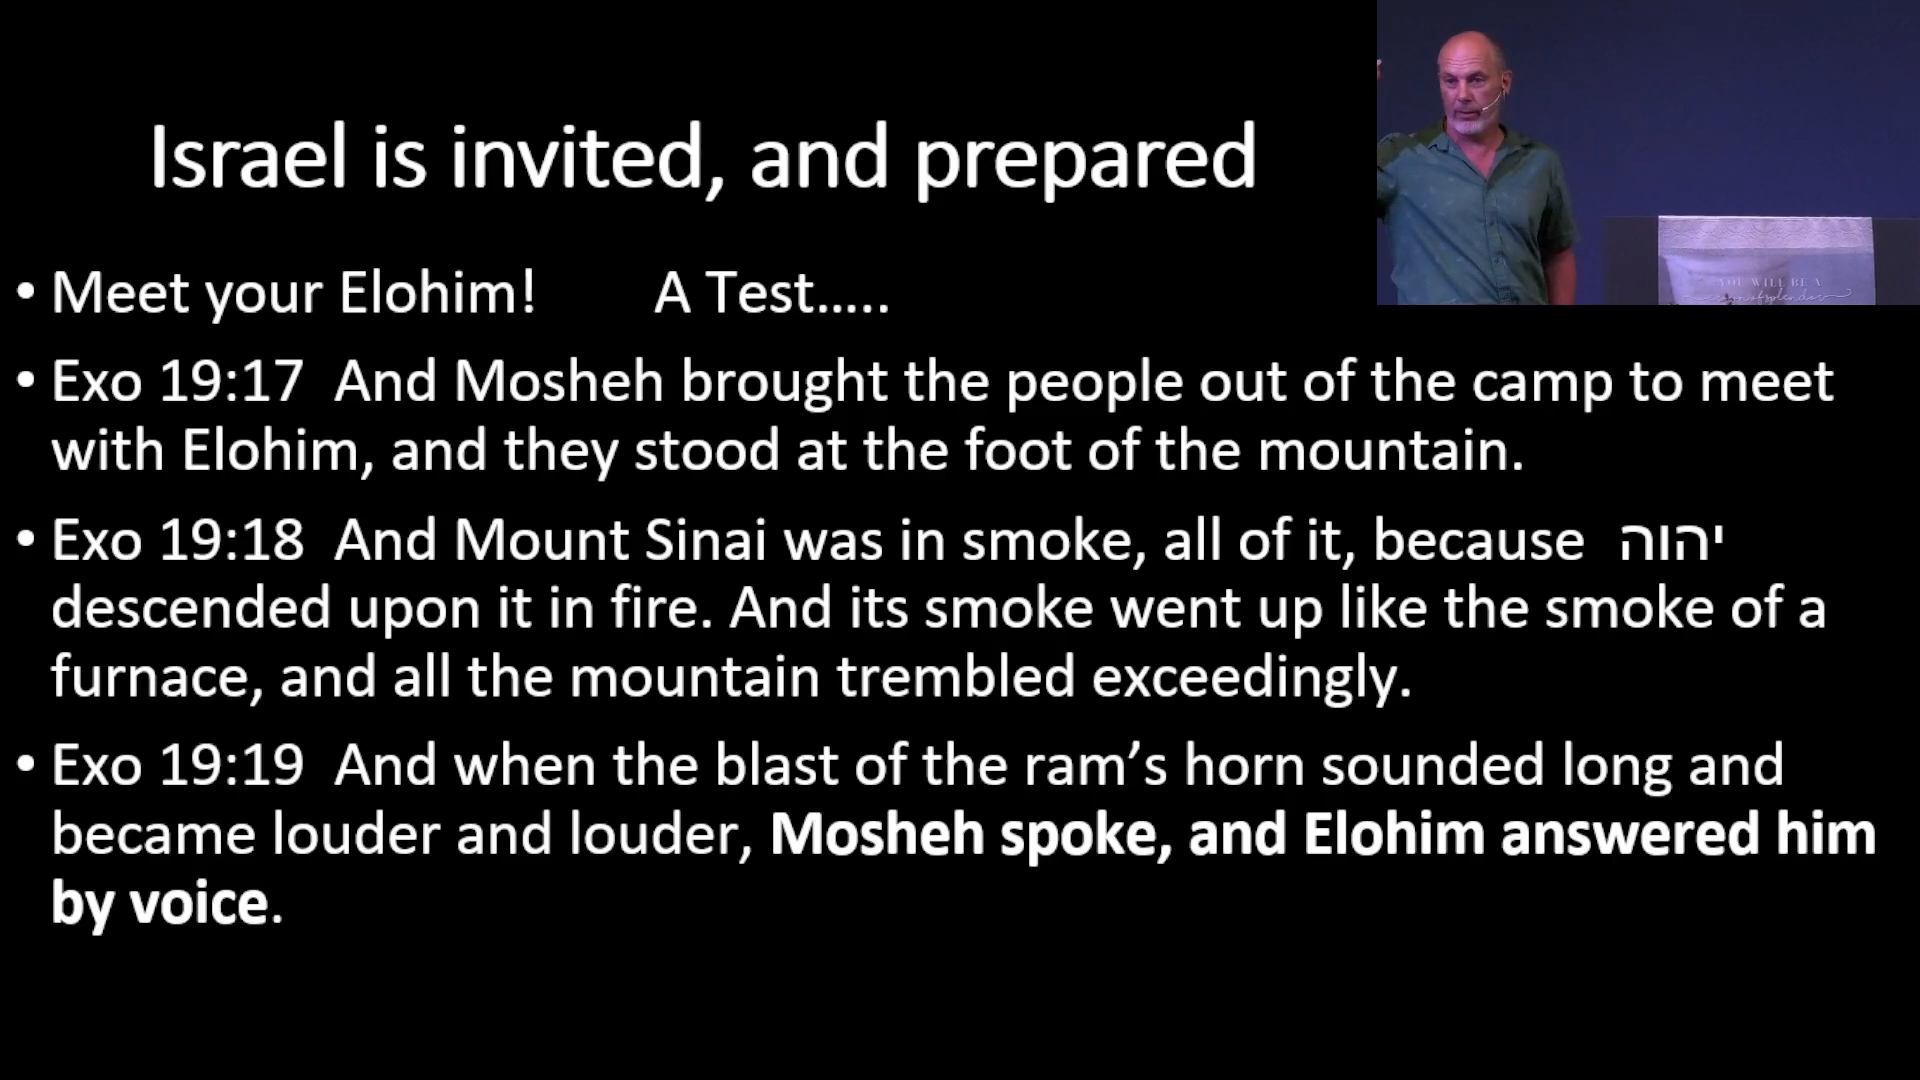 Israel is invited, and prepared
• Meet your Elohim! A Test.....
• Exo 19:17 And Mosheh brought the people out of the camp to meet
with Elohim, and they stood at the foot of the mountain.
• Exo 19:18 And Mount Sinai was in smoke, all of it, because יהוה
descended upon it in fire. And its smoke went up like the smoke of a
furnace, and all the mountain trembled exceedingly.
• Exo 19:19 And when the blast of the ram’s horn sounded long and
became louder and louder, Mosheh spoke, and Elohim answered him
by voice.
YOU WILL BE A